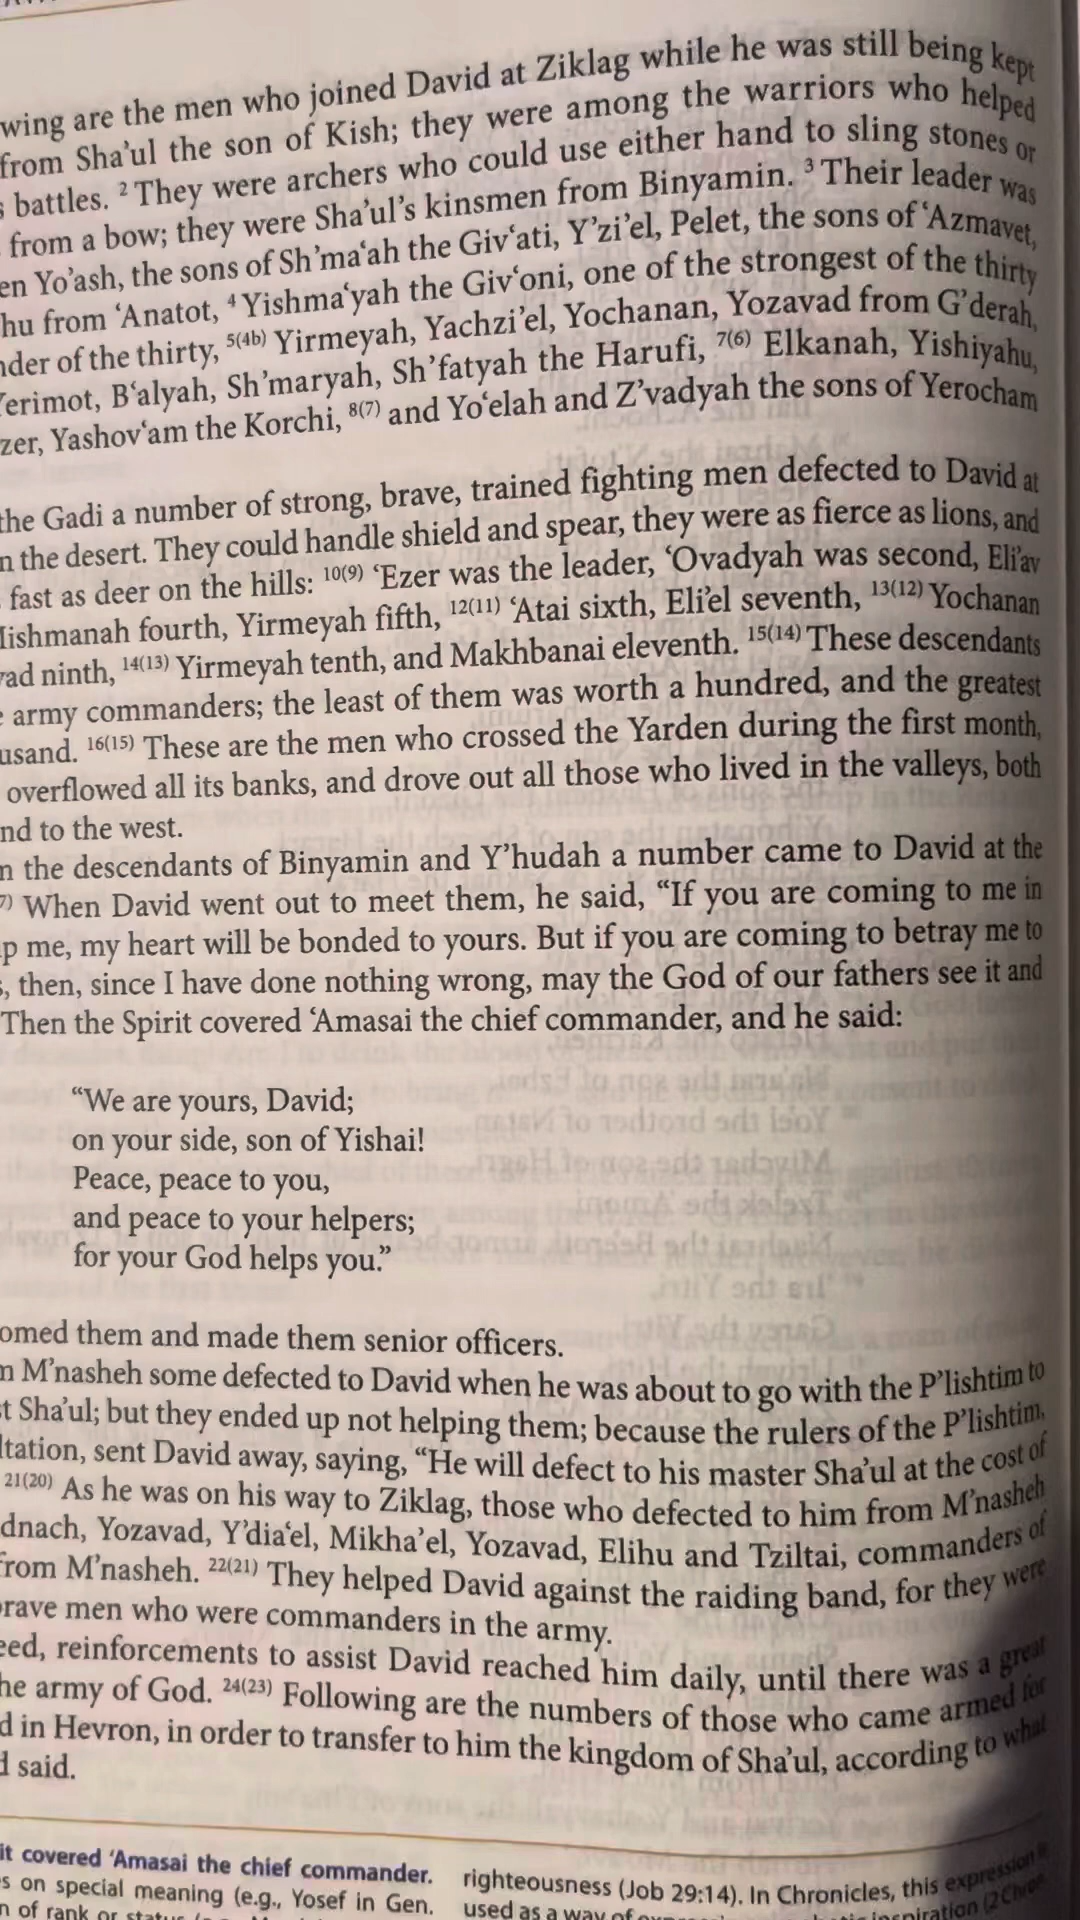 wing are the men who joined David at Ziklag while he was still being kept
from Sha’ul the son of Kish; they were among the warriors who helped
battles. 2 They were archers who could use either hand to sling stones or
from a bow; they were Sha’ul’s kinsmen from Binyamin. 3 Their leader was
en Yo’ash, the sons of Sh’ma‘ah the Giv‘ati, Y’zi’el, Pelet, the sons of ‘Azmavet,
hu from ‘Anatot, 4 Yishma‘yah the Giv‘oni, one of the strongest of the thirty
nder of the thirty, 5(4b) Yirmeyah, Yachzi’el, Yochanan, Yozavad from G’derah,
Yerimot, B‘alyah, Sh’maryah, Sh’fatyah the Harufi, 7(6) Elkanah, Yishiyahu,
zer, Yashov‘am the Korchi, 8(7) and Yo‘elah and Z’vadyah the sons of Yerocham
the Gadi a number of strong, brave, trained fighting men defected to David at
n the desert. They could handle shield and spear, they were as fierce as lions, and
fast as deer on the hills: 10(9) ‘Ezer was the leader, ‘Ovadyah was second, Eli’av
Mishmanah fourth, Yirmeyah fifth, 12(11) ‘Atai sixth, Eli’el seventh, 13(12) Yochanan
vad ninth, 14(13) Yirmeyah tenth, and Makhbanai eleventh. 15(14) These descendants
e army commanders; the least of them was worth a hundred, and the greatest
usand. 16(15) These are the men who crossed the Yarden during the first month,
overflowed all its banks, and drove out all those who lived in the valleys, both
nd to the west.
n the descendants of Binyamin and Y’hudah a number came to David at the
7) When David went out to meet them, he said, “If you are coming to me in
p me, my heart will be bonded to yours. But if you are coming to betray me to
s, then, since I have done nothing wrong, may the God of our fathers see it and
Then the Spirit covered ‘Amasai the chief commander, and he said:
“We are yours, David;
on your side, son of Yishai!
Peace, peace to you,
and peace to your helpers;
for your God helps you.”
omed them and made them senior officers.
m M’nasheh some defected to David when he was about to go with the P’lishtim to
st Sha’ul; but they ended up not helping them; because the rulers of the P’lishtim,
ltation, sent David away, saying, “He will defect to his master Sha’ul at the cost of
21(20) As he was on his way to Ziklag, those who defected to him from M’nasheh
dnach, Yozavad, Y’dia‘el, Mikha’el, Yozavad, Elihu and Tziltai, commanders of
from M’nasheh. 22(21) They helped David against the raiding band, for they were
brave men who were commanders in the army.
eed, reinforcements to assist David reached him daily, until there was a great
he army of God. 24(23) Following are the numbers of those who came armed for
d in Hevron, in order to transfer to him the kingdom of Sha’ul, according to what
d said.
it covered ‘Amasai the chief commander.
s on special meaning (e.g., Yosef in Gen.
n of rank or
righteousness (Job 29:14). In Chronicles, this expression is
used as a way of
inspiration (2 Chron.